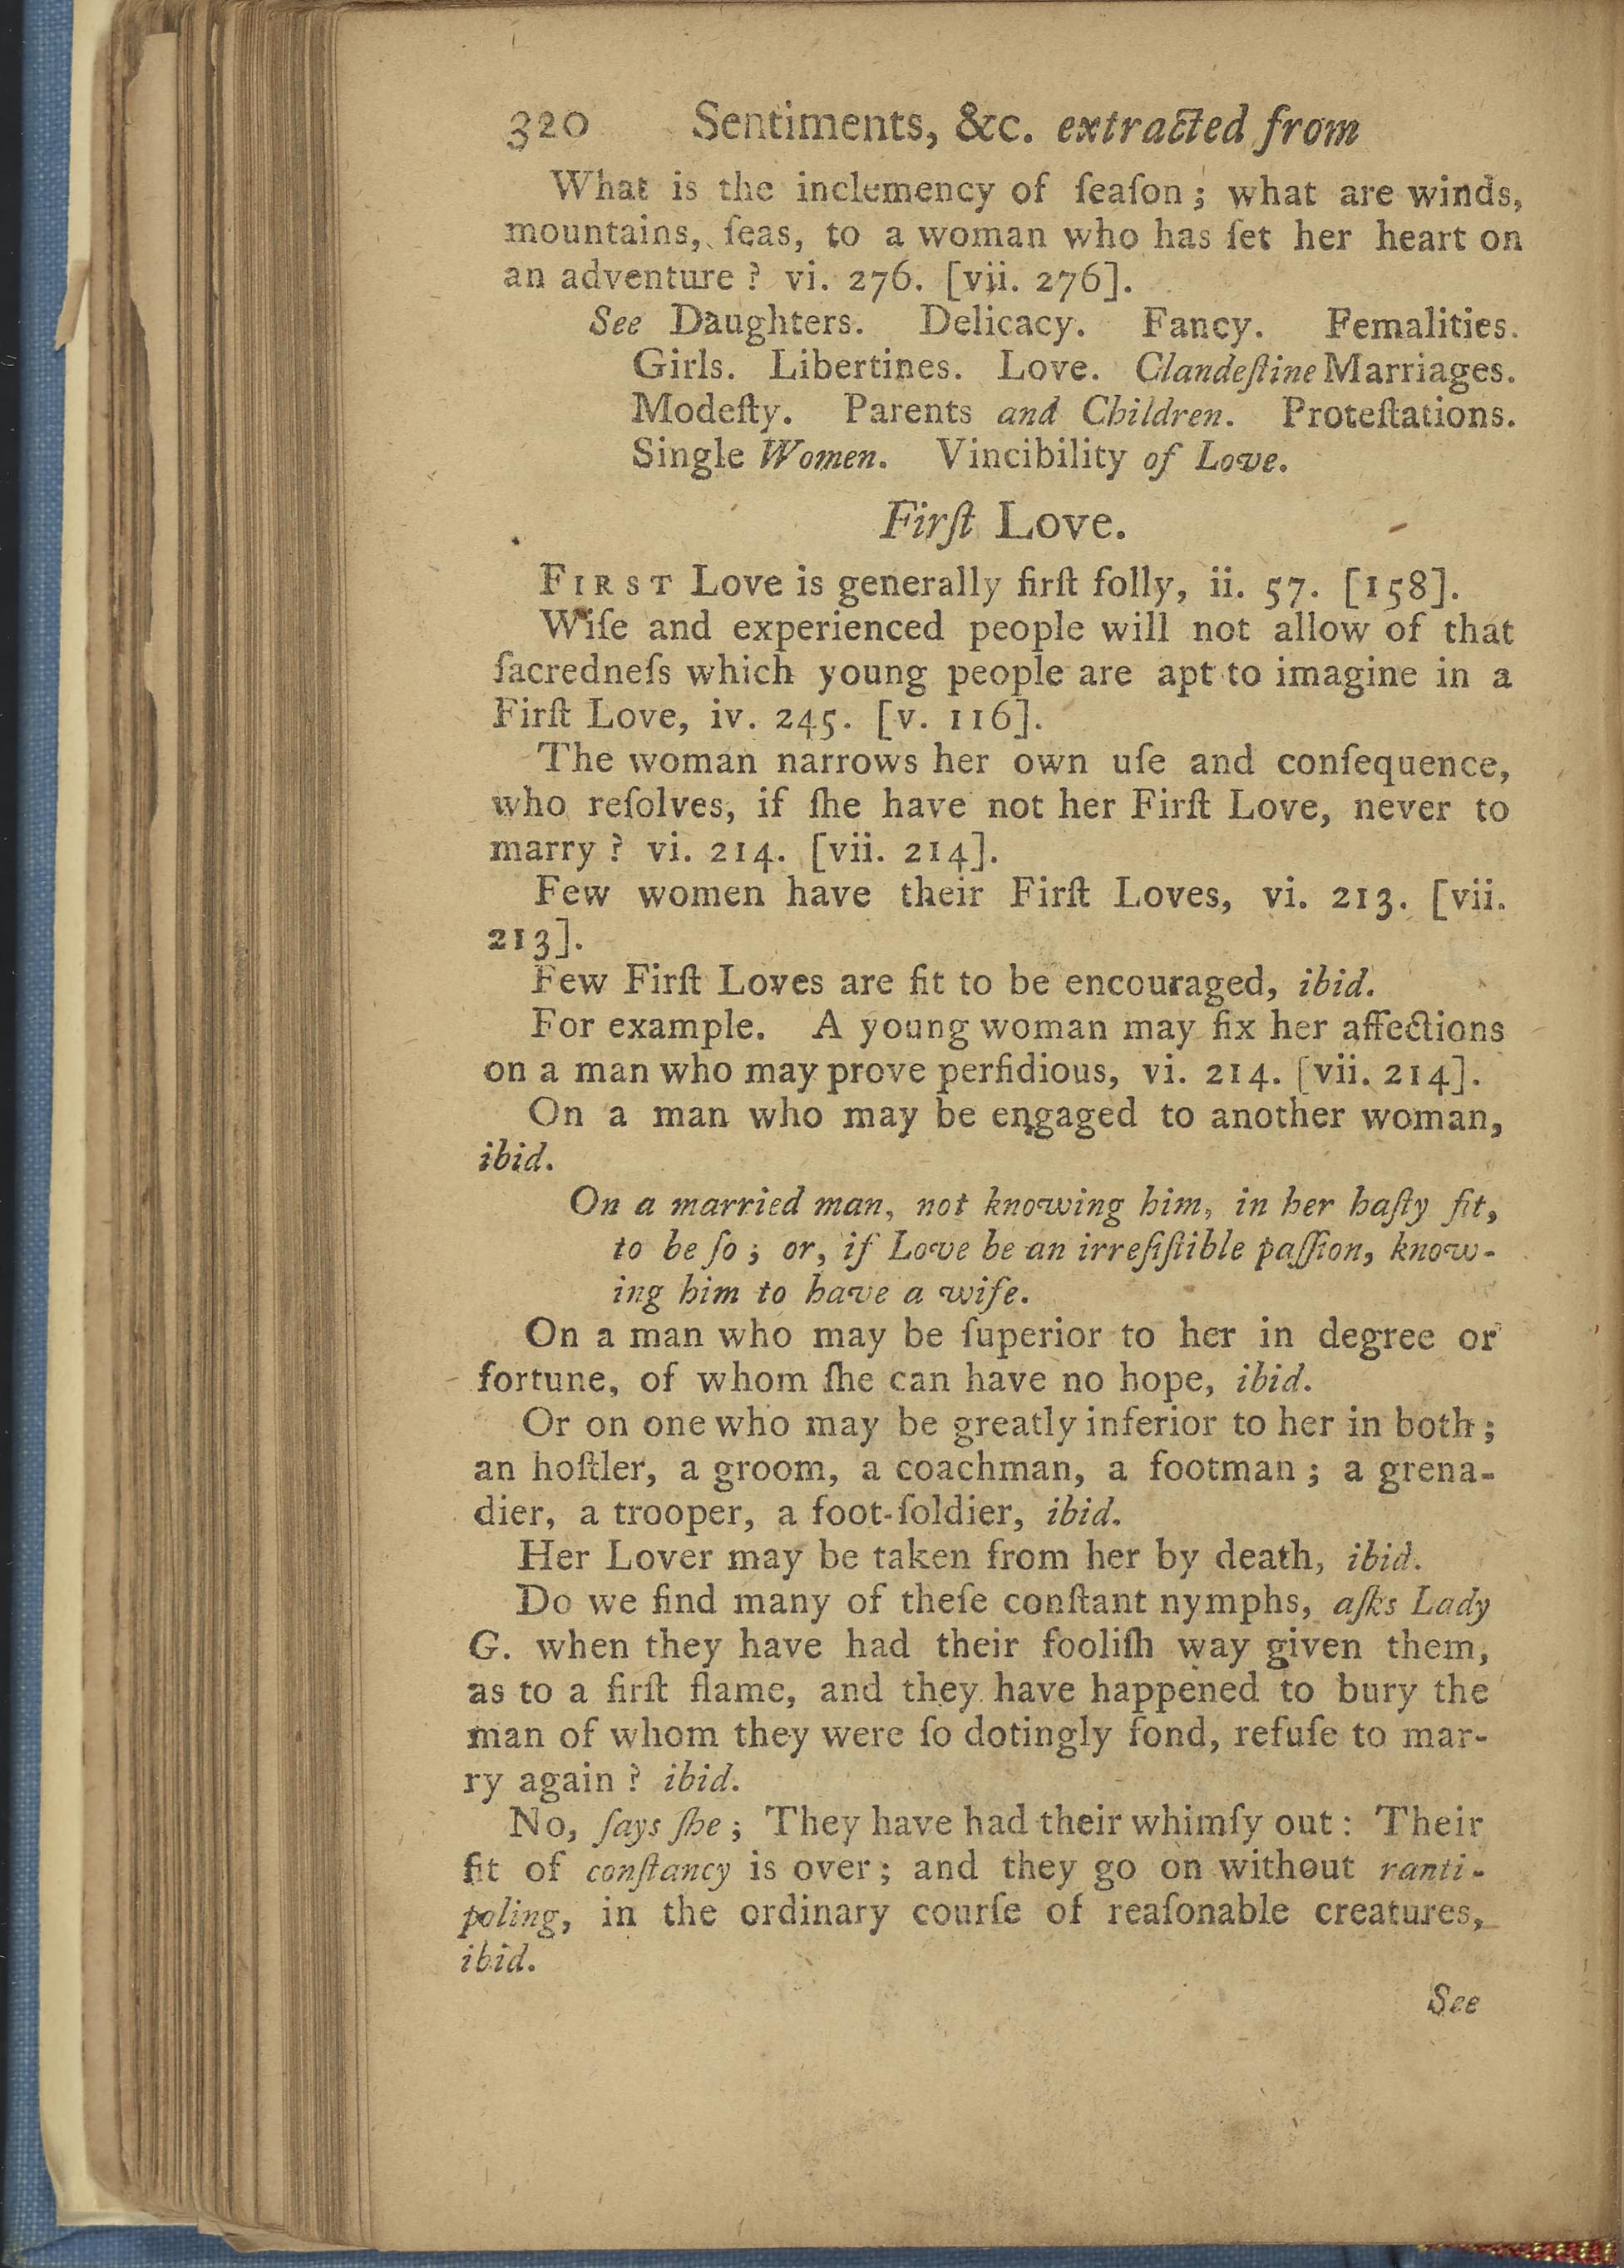 320 Sentiments, &c. extracted from
What is the inclemency of ſeaſon; what are winds,
mountains, ſeas, to a woman who has ſet her heart on
an adventure? vi. 276. [vii. 276].
See Daughters. Delicacy. Fancy. Femalities.
Girls. Libertines. Love. Clandeſtine Marriages.
Modeſty. Parents and Children. Proteſtations.
Single Women. Vincibility of Love.
Firſt Love.
FIRST Love is generally firſt folly, ii. 57. [158].
Wiſe and experienced people will not allow of that
ſacredneſs which young people are apt to imagine in a
Firſt Love, iv. 245. [v. 116].
The woman narrows her own uſe and conſequence,
who reſolves, if ſhe have not her Firſt Love, never to
marry? vi. 214. [vii. 214].
Few women have their Firſt Loves, vi. 213. [vii.
213].
Few Firſt Loves are fit to be encouraged, ibid.
For example. A young woman may fix her affections
on a man who may prove perfidious, vi. 214. [vii. 214].
On a man who may be engaged to another woman,
ibid.
On a married man, not knowing him, in her haſty fit,
to be ſo; or, if Love be an irreſiſtible paſſion, know-
ing him to have a wife.
On a man who may be ſuperior to her in degree or
fortune, of whom ſhe can have no hope, ibid.
Or on one who may be greatly inferior to her in both;
an hoſtler, a groom, a coachman, a footman; a grena-
dier, a trooper, a foot-ſoldier, ibid.
Her Lover may be taken from her by death, ibid.
Do we find many of theſe conſtant nymphs, aſks Lady
G. when they have had their fooliſh way given them,
as to a firſt flame, and they have happened to bury the
man of whom they were ſo dotingly fond, refuſe to mar-
ry again? ibid.
No, ſays ſhe; They have had their whimſy out: Their
fit of conſtancy is over; and they go on without ranti-
poling, in the ordinary courſe of reaſonable creatures,
ibid.
See